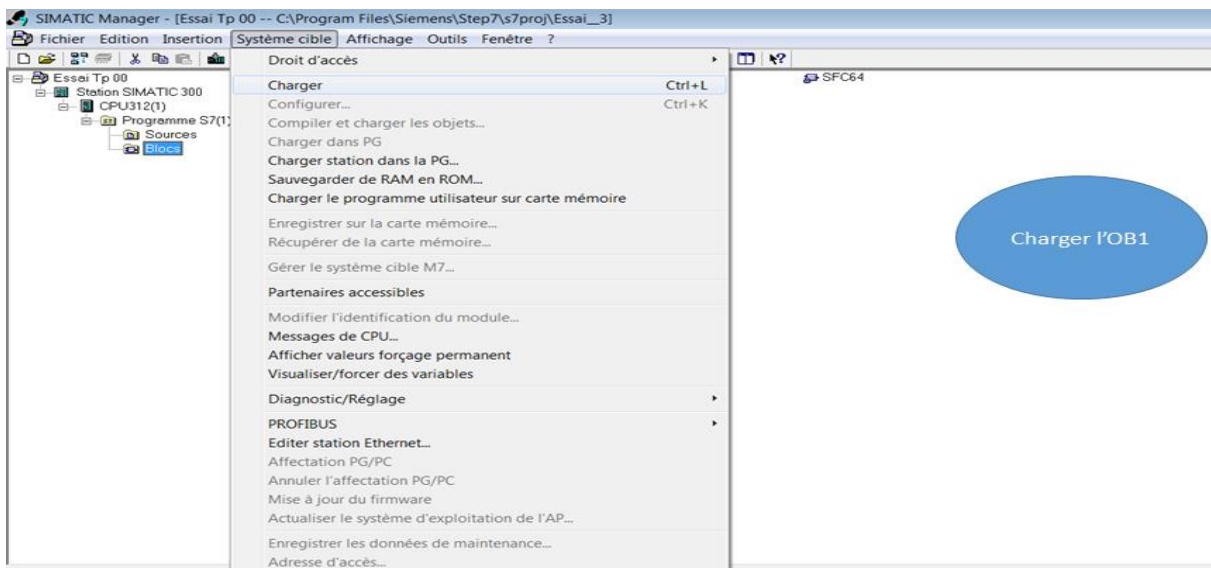 SIMATIC Manager - [Essai Tp 00 -- C:\Program Files\Siemens\Step7\s7proj\Essai__3]
Fichier Edition Insertion Système cible Affichage Outils Fenêtre ?
Essai Tp 00
Station SIMATIC 300
CPU312(1)
Programme S7(1)
Sources
Blocs
Droit d'accès
Charger Ctrl+L
Configurer... Ctrl+K
Compiler et charger les objets...
Charger dans PG
Charger station dans la PG...
Sauvegarder de RAM en ROM...
Charger le programme utilisateur sur carte mémoire
Enregistrer sur la carte mémoire...
Récupérer de la carte mémoire...
Gérer le système cible M7...
Partenaires accessibles
Modifier l'identification du module...
Messages de CPU...
Afficher valeurs forçage permanent
Visualiser/forcer des variables
Diagnostic/Réglage
PROFIBUS
Editer station Ethernet...
Affectation PG/PC
Annuler l'affectation PG/PC
Mise à jour du firmware
Actualiser le système d'exploitation de l'AP...
Enregistrer les données de maintenance...
Adresse d'accès...
SFC64
Charger l'OB1